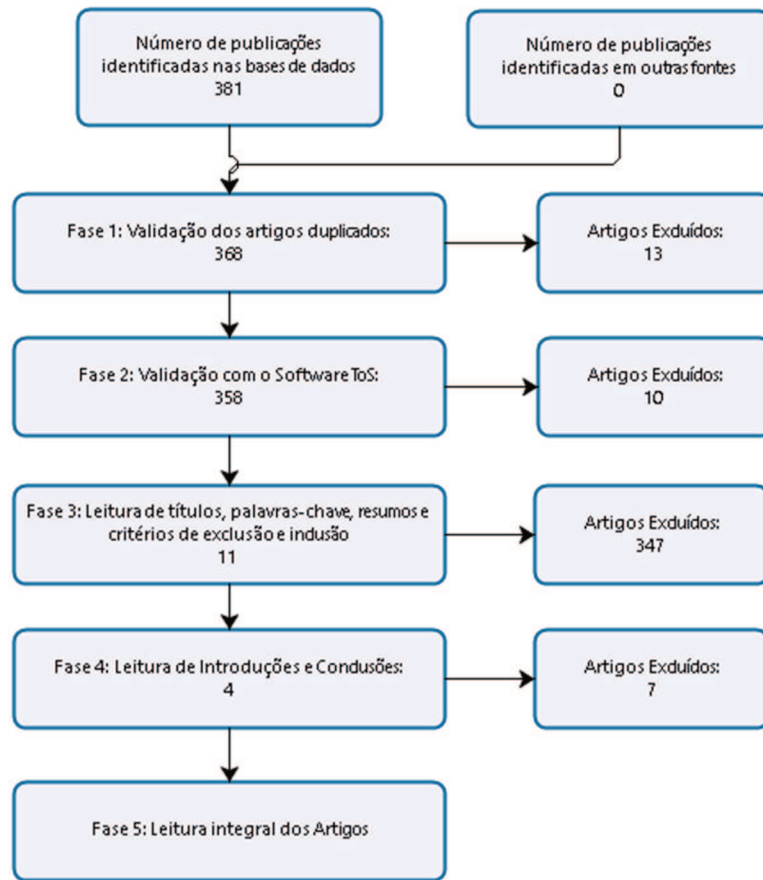 Número de publicações
identificadas nas bases de dados
381
Número de publicações
identificadas em outras fontes
0
Fase 1: Validação dos artigos duplicados:
368
Artigos Excluídos:
13
Fase 2: Validação com o Software ToS:
358
Artigos Excluídos:
10
Fase 3: Leitura de títulos, palavras-chave, resumos e
critérios de exclusão e inclusão
11
Artigos Excluídos:
347
Fase 4: Leitura de Introduções e Conclusões:
4
Artigos Excluídos:
7
Fase 5: Leitura integral dos Artigos